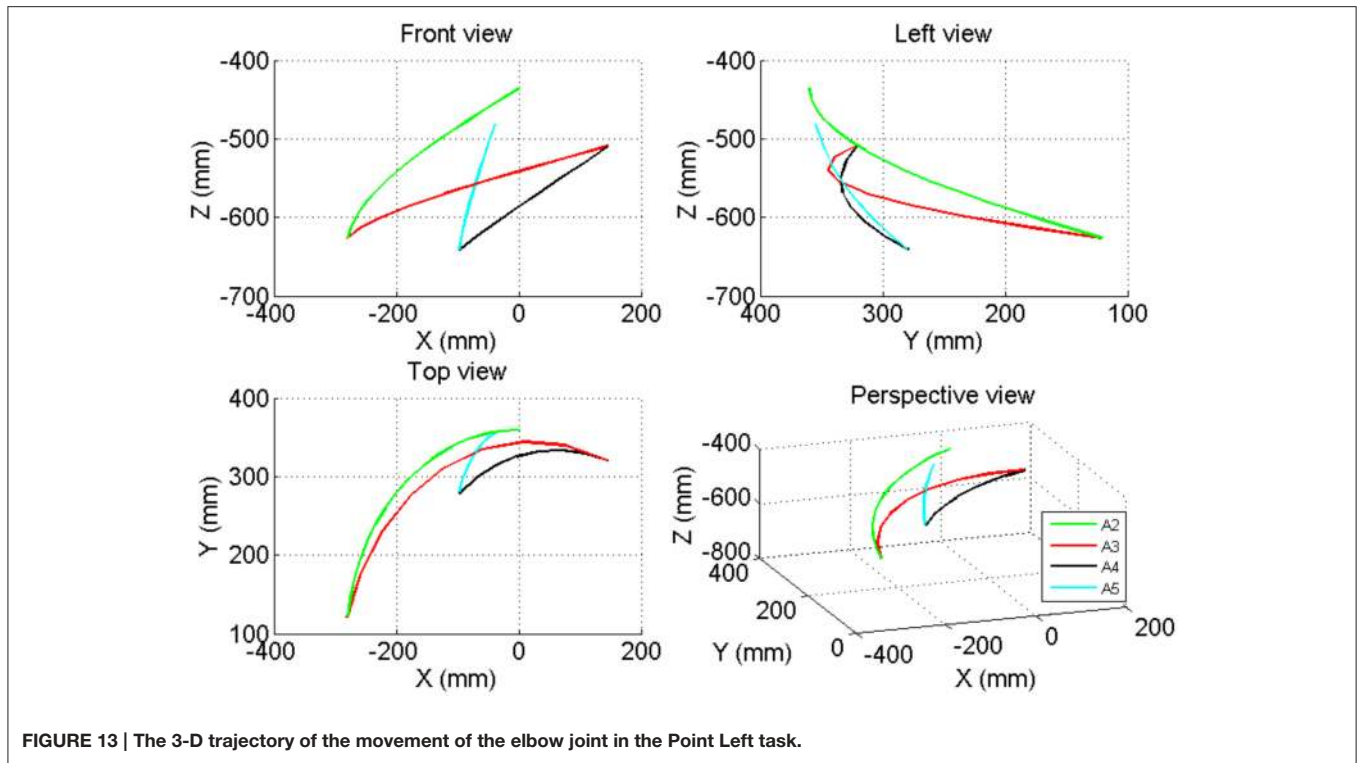 Front view
-400
-500
-600
-700
Z (mm)
-400
-200
0
200
X (mm)
Left view
-400
-500
-600
-700
Z (mm)
400
300
200
100
Y (mm)
Top view
400
300
200
100
Y (mm)
-400
-200
0
200
X (mm)
Perspective view
-400
-600
-800
Z (mm)
400
200
0
Y (mm)
-400
-200
0
200
X (mm)
A2
A3
A4
A5
FIGURE 13 | The 3-D trajectory of the movement of the elbow joint in the Point Left task.